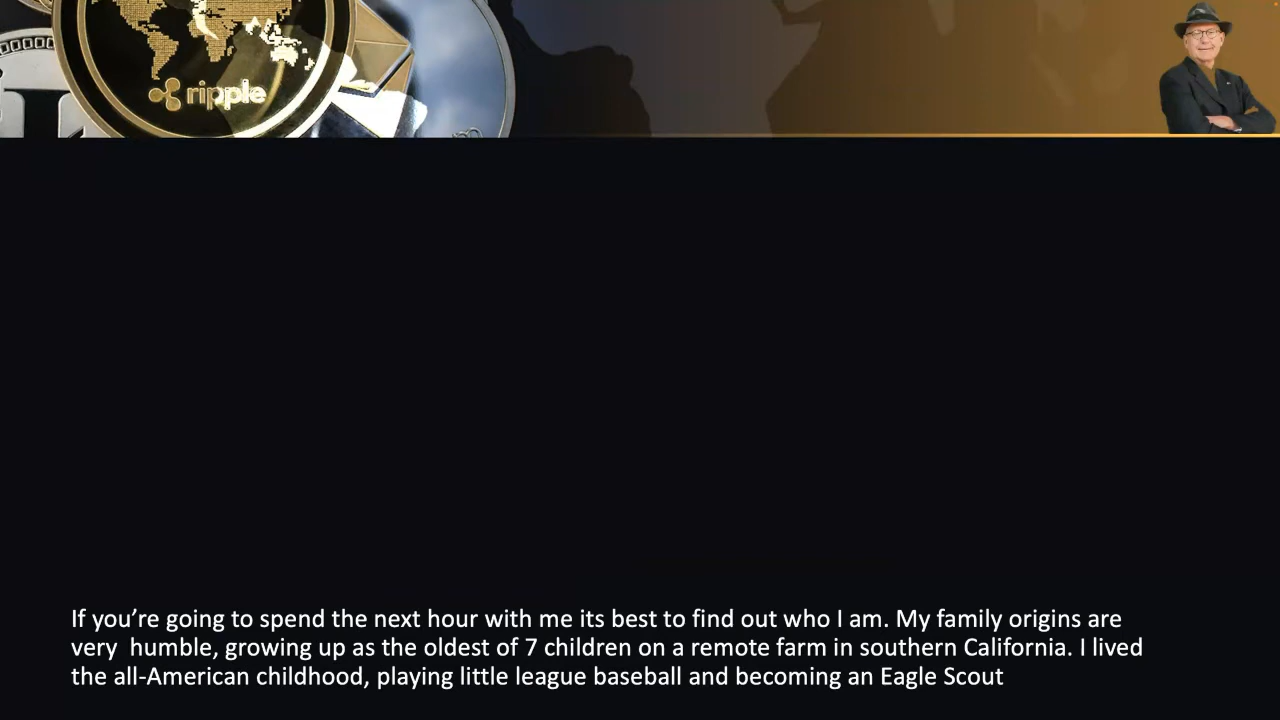 ripple
If you’re going to spend the next hour with me its best to find out who I am. My family origins are
very  humble, growing up as the oldest of 7 children on a remote farm in southern California. I lived
the all-American childhood, playing little league baseball and becoming an Eagle Scout